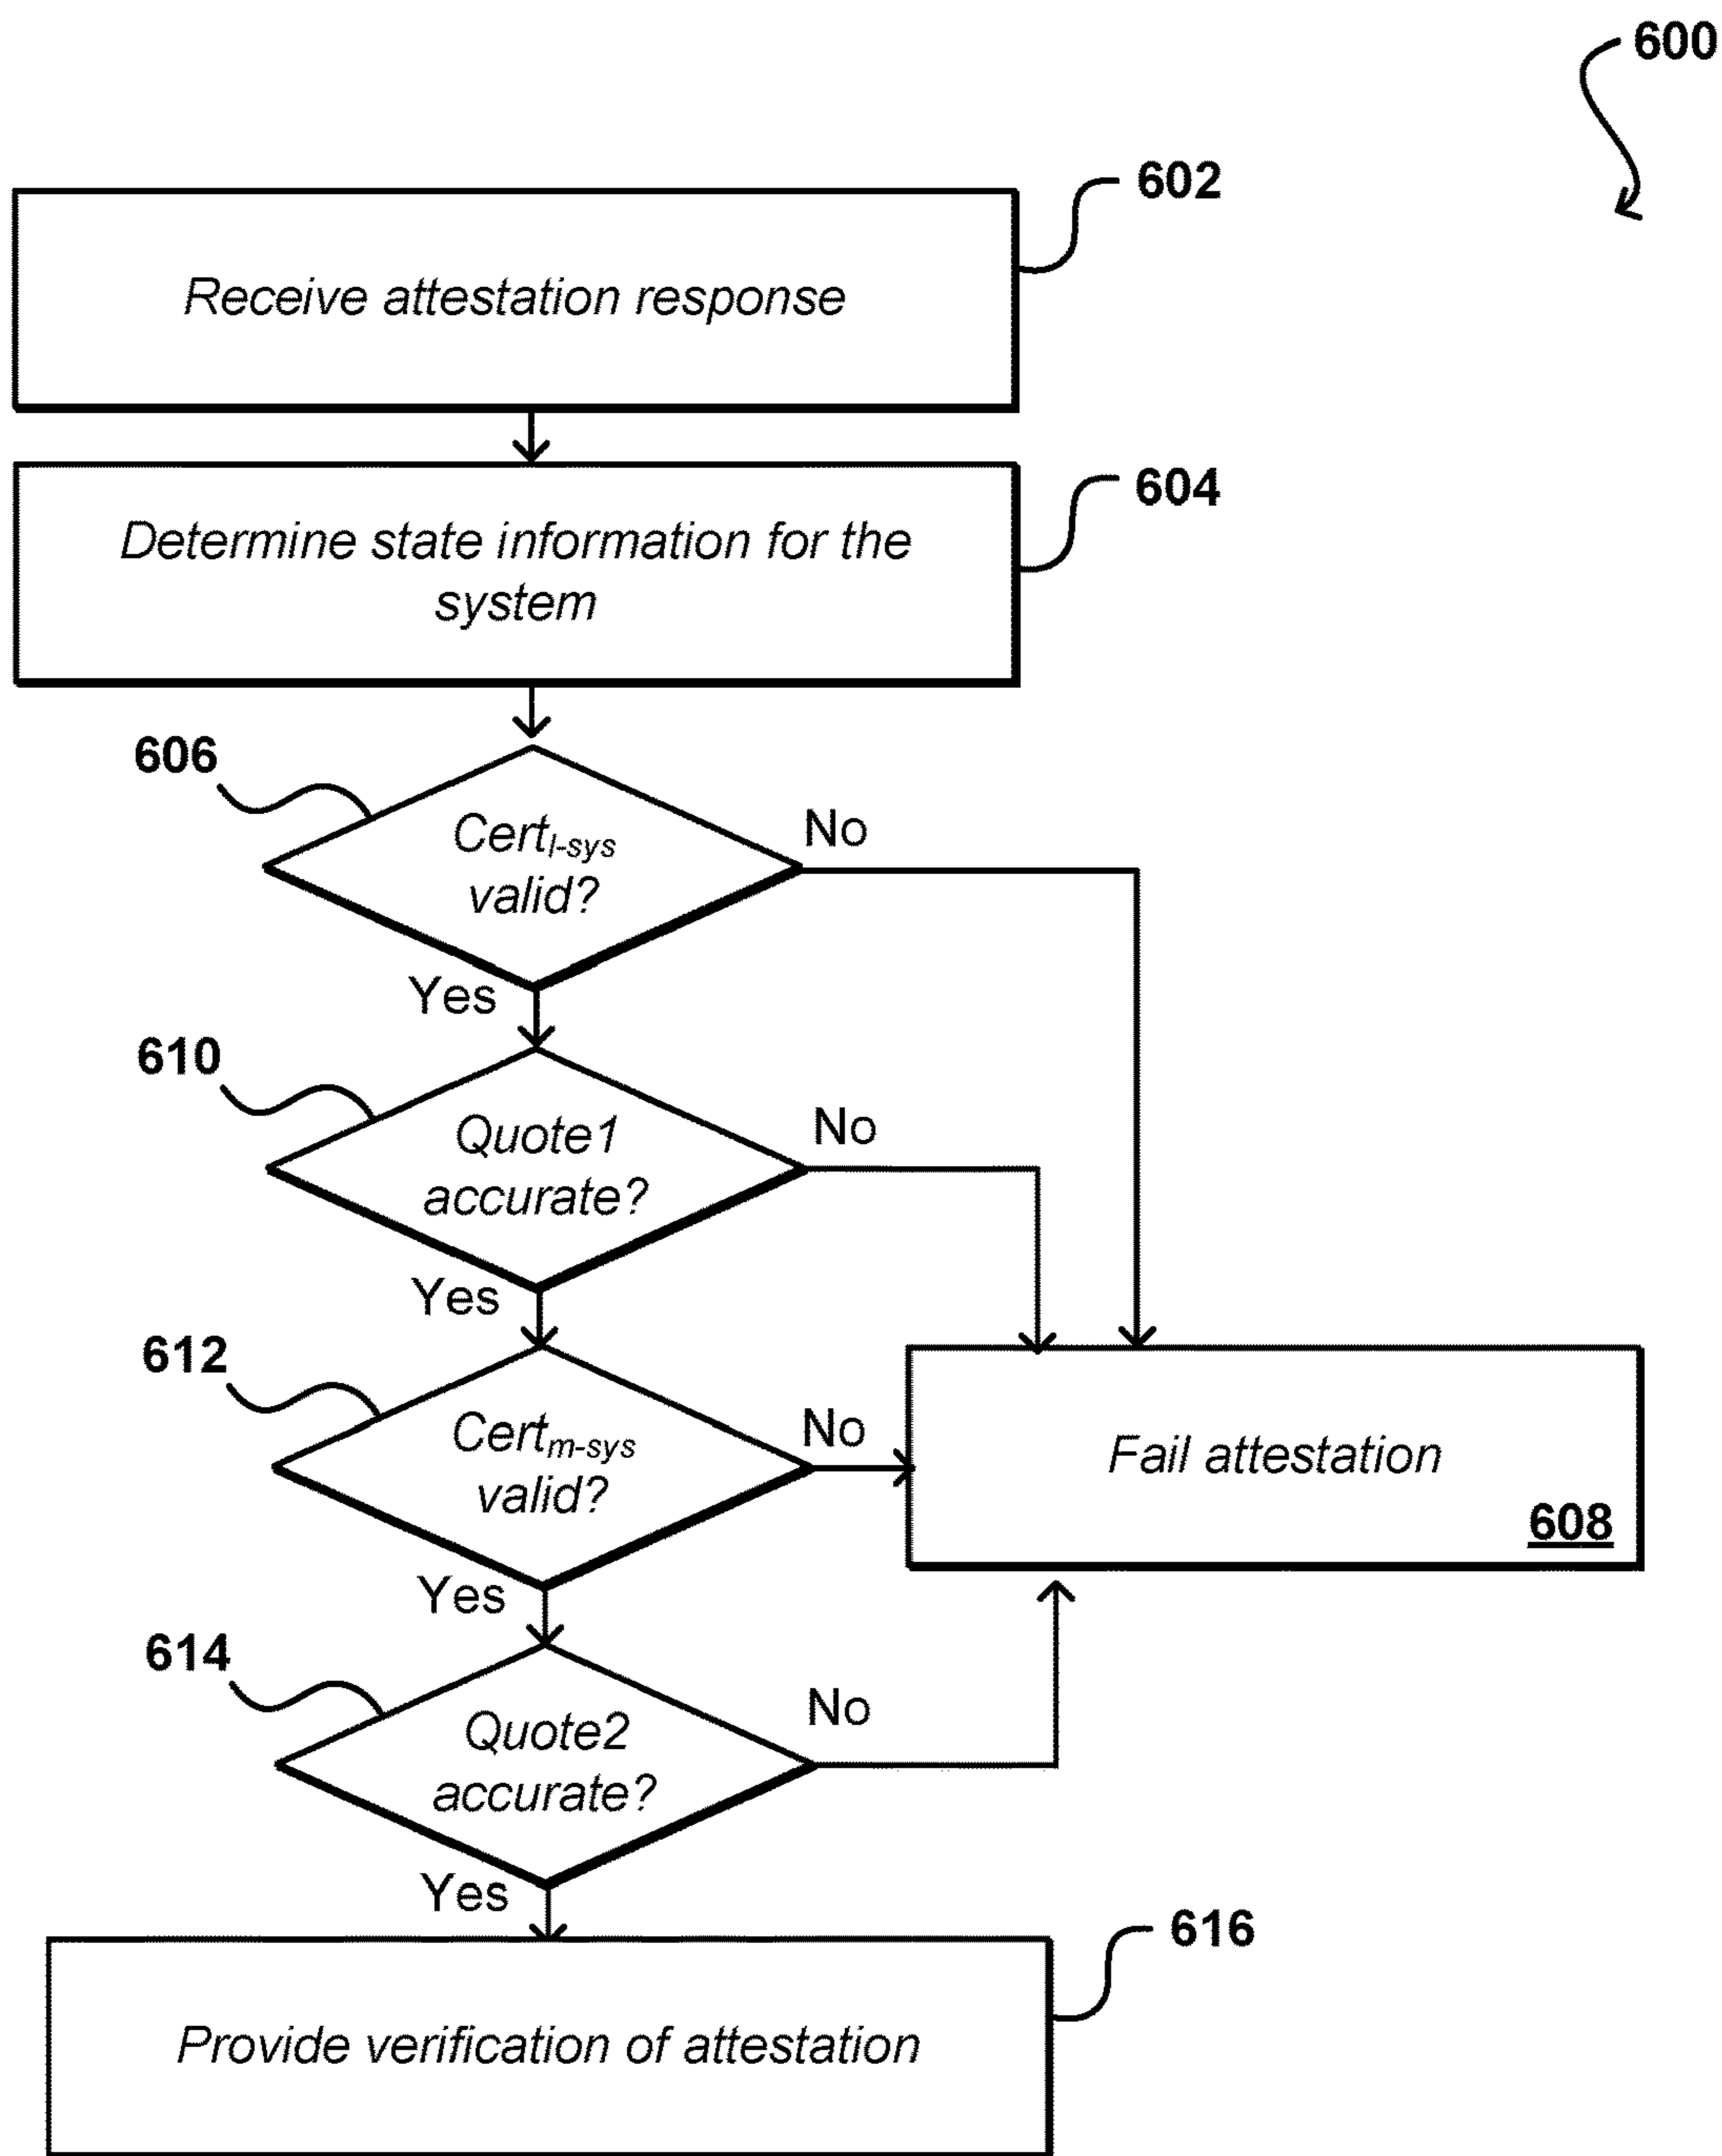 600
602
Receive attestation response
604
Determine state information for the
system
606
Cert_l-sys
valid?
No
Yes
610
Quote1
accurate?
No
Yes
612
Cert_m-sys
valid?
No
Fail attestation
608
Yes
614
Quote2
accurate?
No
Yes
616
Provide verification of attestation